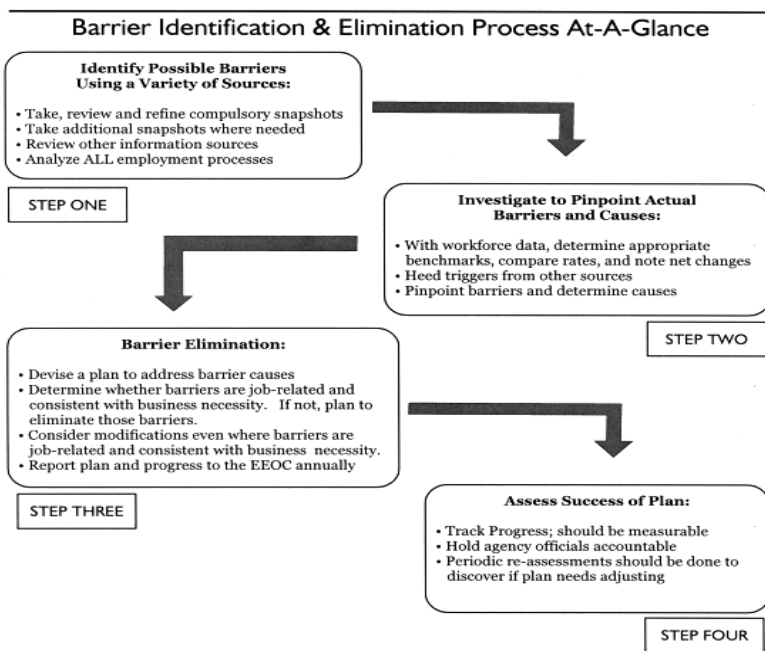 Barrier Identification & Elimination Process At-A-Glance
Identify Possible Barriers
Using a Variety of Sources:
• Take, review and refine compulsory snapshots
• Take additional snapshots where needed
• Review other information sources
• Analyze ALL employment processes
STEP ONE
Investigate to Pinpoint Actual
Barriers and Causes:
• With workforce data, determine appropriate
benchmarks, compare rates, and note net changes
• Heed triggers from other sources
• Pinpoint barriers and determine causes
STEP TWO
Barrier Elimination:
• Devise a plan to address barrier causes
• Determine whether barriers are job-related and
consistent with business necessity. If not, plan to
eliminate those barriers.
• Consider modifications even where barriers are
job-related and consistent with business necessity.
• Report plan and progress to the EEOC annually
STEP THREE
Assess Success of Plan:
• Track Progress; should be measurable
• Hold agency officials accountable
• Periodic re-assessments should be done to
discover if plan needs adjusting
STEP FOUR